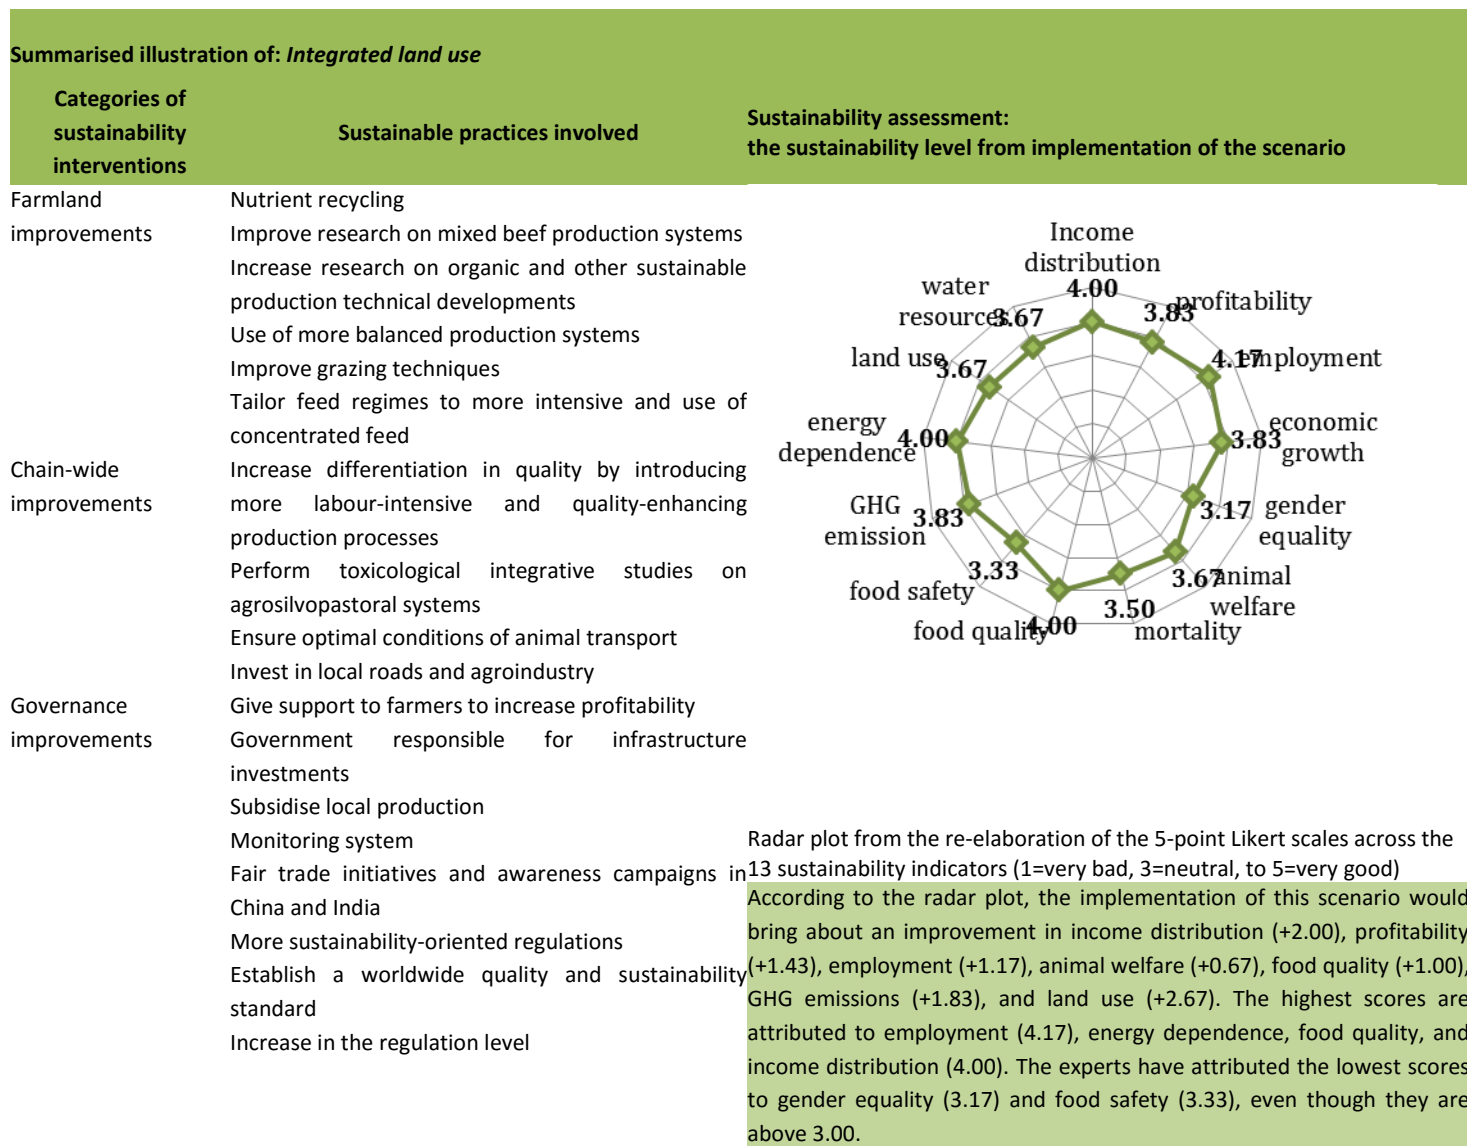 Summarised illustration of: Integrated land use
Categories of
sustainability
interventions
Sustainable practices involved
Sustainability assessment:
the sustainability level from implementation of the scenario
Farmland
improvements
Nutrient recycling
Improve research on mixed beef production systems
Increase research on organic and other sustainable
production technical developments
Use of more balanced production systems
Improve grazing techniques
Tailor feed regimes to more intensive and use of
concentrated feed
Chain-wide
improvements
Increase differentiation in quality by introducing
more labour-intensive and quality-enhancing
production processes
Perform toxicological integrative studies on
agrosilvopastoral systems
Ensure optimal conditions of animal transport
Invest in local roads and agroindustry
Governance
improvements
Give support to farmers to increase profitability
Government responsible for infrastructure
investments
Subsidise local production
Monitoring system
Fair trade initiatives and awareness campaigns in
China and India
More sustainability-oriented regulations
Establish a worldwide quality and sustainability
standard
Increase in the regulation level
Income
distribution
4.00
profitability
3.83
employment
4.17
economic
growth
3.83
gender
equality
3.17
animal
welfare
3.67
mortality
3.50
food quality
4.00
food safety
3.33
GHG
emission
3.83
energy
dependence
4.00
land use
3.67
water
resources
3.67
Radar plot from the re-elaboration of the 5-point Likert scales across the
13 sustainability indicators (1=very bad, 3=neutral, to 5=very good)
According to the radar plot, the implementation of this scenario would
bring about an improvement in income distribution (+2.00), profitability
(+1.43), employment (+1.17), animal welfare (+0.67), food quality (+1.00),
GHG emissions (+1.83), and land use (+2.67). The highest scores are
attributed to employment (4.17), energy dependence, food quality, and
income distribution (4.00). The experts have attributed the lowest scores
to gender equality (3.17) and food safety (3.33), even though they are
above 3.00.